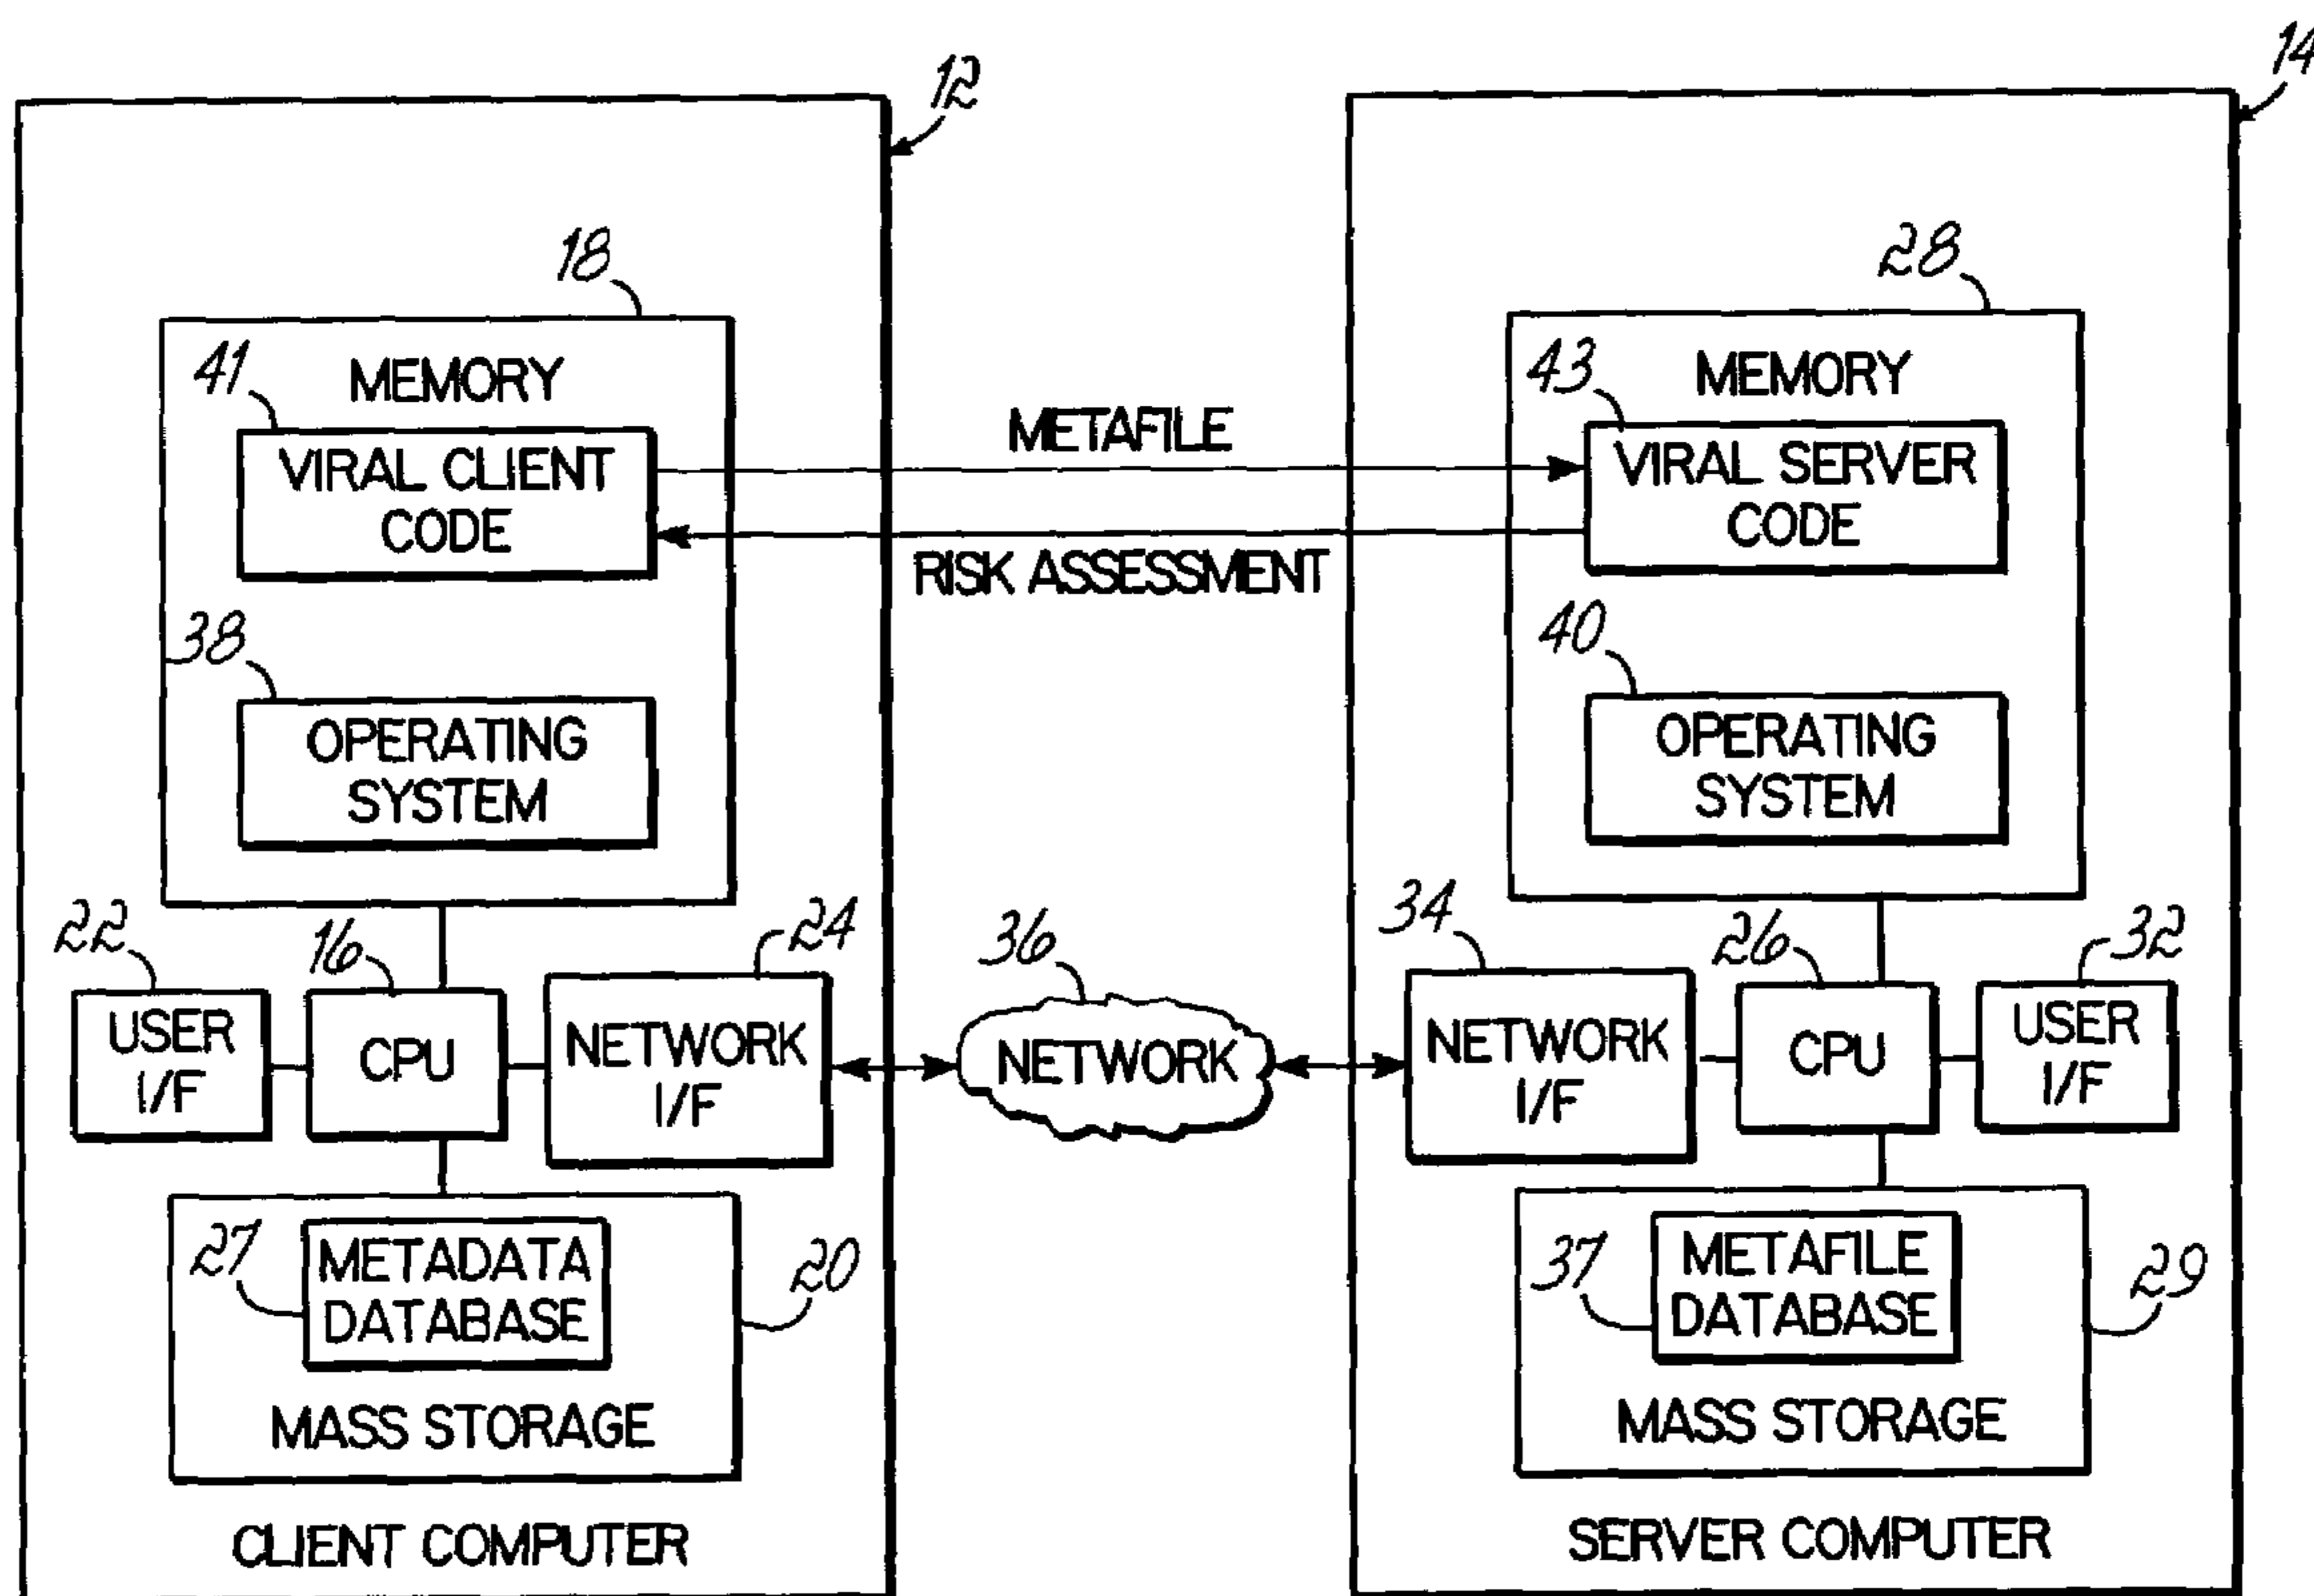 12
14
18
28
41
MEMORY
43
MEMORY
METAFILE
VIRAL CLIENT
CODE
VIRAL SERVER
CODE
RISK ASSESSMENT
38
40
OPERATING
SYSTEM
OPERATING
SYSTEM
22
16
24
36
34
26
32
USER
I/F
CPU
NETWORK
I/F
NETWORK
NETWORK
I/F
CPU
USER
I/F
27
METADATA
DATABASE
20
37
METAFILE
DATABASE
29
MASS STORAGE
MASS STORAGE
CLIENT COMPUTER
SERVER COMPUTER